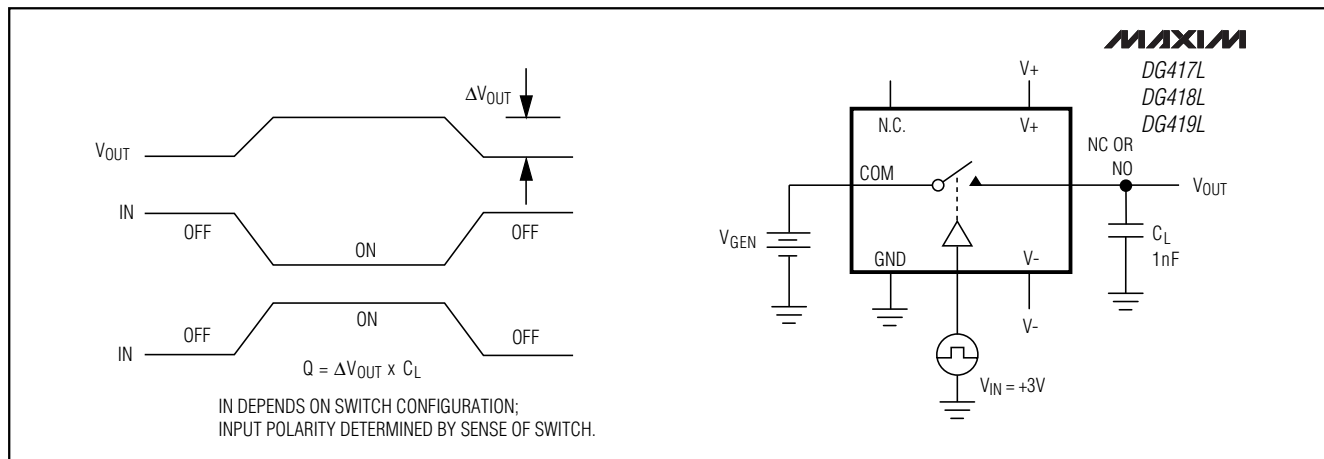 ΔVOUT
VOUT
IN
OFF
ON
OFF
IN
OFF
ON
OFF
Q = ΔVOUT x CL
IN DEPENDS ON SWITCH CONFIGURATION;
INPUT POLARITY DETERMINED BY SENSE OF SWITCH.
MAXIM
DG417L
DG418L
DG419L
V+
N.C.
V+
NC OR
NO
COM
VOUT
VGEN
CL
1nF
GND
V-
V-
VIN = +3V